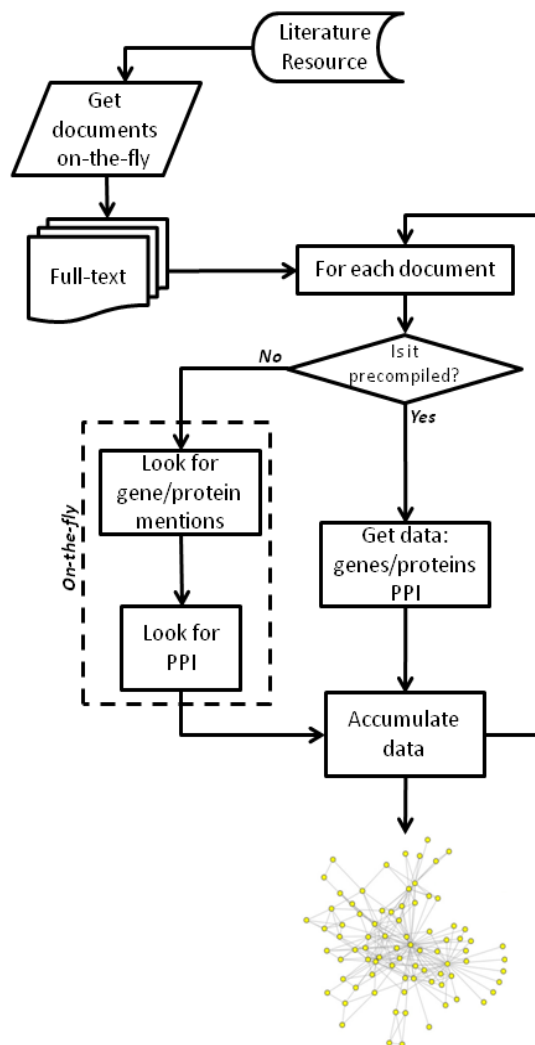 Literature
Resource
Get
documents
on-the-fly
Full-text
For each document
Is it
precompiled?
No
Yes
On-the-fly
Look for
gene/protein
mentions
Look for
PPI
Get data:
genes/proteins
PPI
Accumulate
data